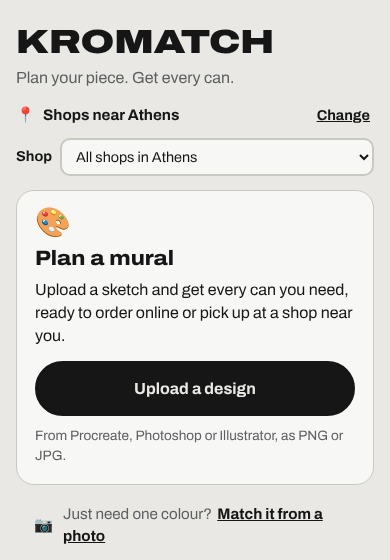 KROMATCH
Plan your piece. Get every can.
Shops near Athens
Change
Shop
All shops in Athens
Plan a mural
Upload a sketch and get every can you need,
ready to order online or pick up at a shop near
you.
Upload a design
From Procreate, Photoshop or Illustrator, as PNG or
JPG.
Just need one colour? Match it from a
photo